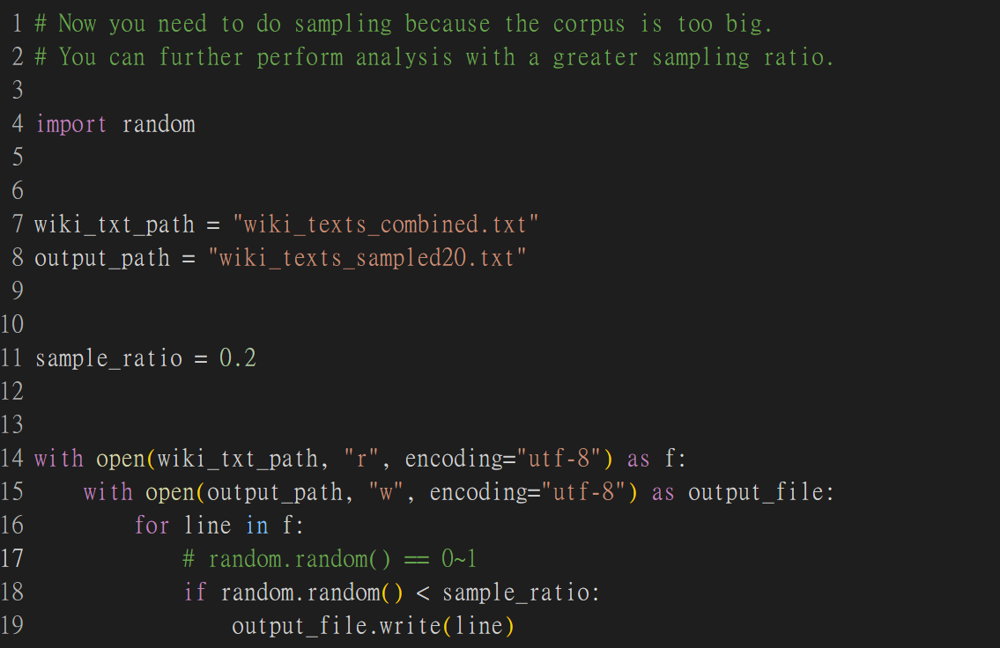 1 # Now you need to do sampling because the corpus is too big.
2 # You can further perform analysis with a greater sampling ratio.
3
4 import random
5
6
7 wiki_txt_path = "wiki_texts_combined.txt"
8 output_path = "wiki_texts_sampled20.txt"
9
10
11 sample_ratio = 0.2
12
13
14 with open(wiki_txt_path, "r", encoding="utf-8") as f:
15     with open(output_path, "w", encoding="utf-8") as output_file:
16         for line in f:
17             # random.random() == 0~1
18             if random.random() < sample_ratio:
19                 output_file.write(line)